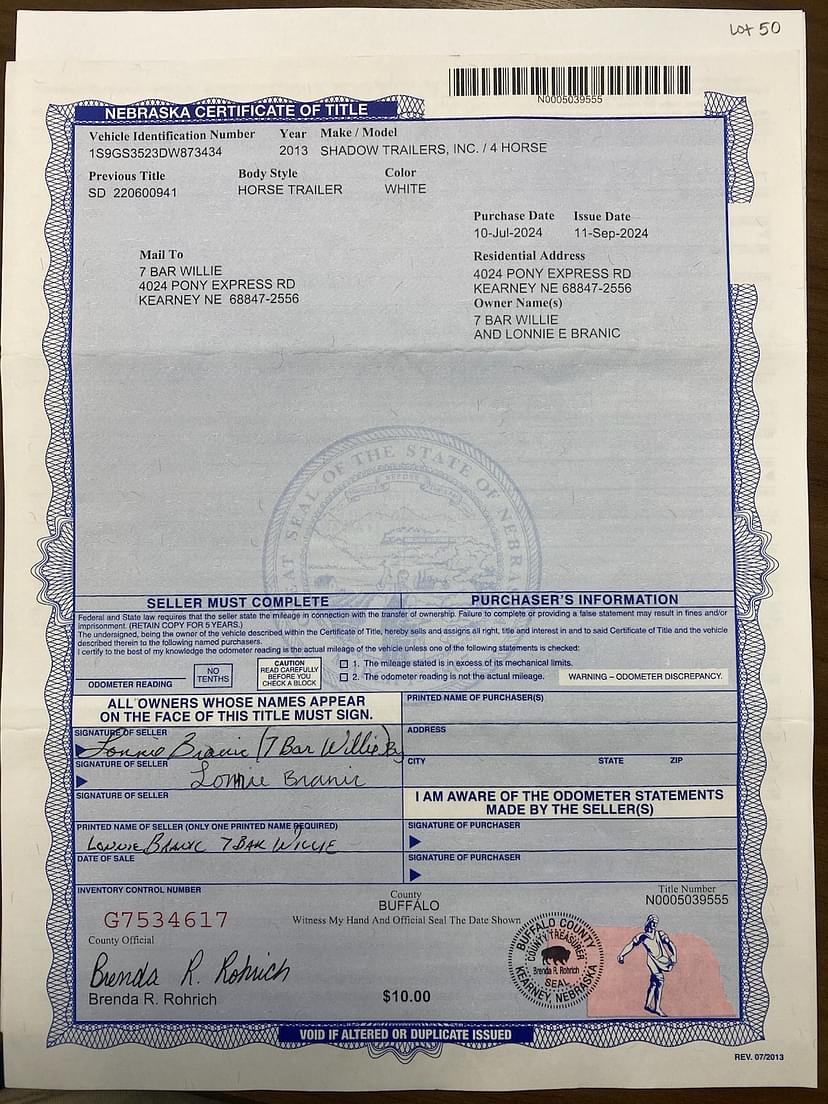 Lot 50
N0005039555
NEBRASKA CERTIFICATE OF TITLE
Vehicle Identification Number Year Make / Model
1S9GS3523DW873434 2013 SHADOW TRAILERS, INC. / 4 HORSE
Previous Title Body Style Color
SD 220600941 HORSE TRAILER WHITE
Purchase Date Issue Date
10-Jul-2024 11-Sep-2024
Mail To
7 BAR WILLIE
4024 PONY EXPRESS RD
KEARNEY NE 68847-2556
Residential Address
4024 PONY EXPRESS RD
KEARNEY NE 68847-2556
Owner Name(s)
7 BAR WILLIE
AND LONNIE E BRANIC
SEAL OF THE STATE OF NEBRA
BEFORE
SELLER MUST COMPLETE PURCHASER'S INFORMATION
Federal and State law requires that the seller state the mileage in connection with the transfer of ownership. Failure to complete or providing a false statement may result in fines and/or
imprisonment. (RETAIN COPY FOR 5 YEARS.)
The undersigned, being the owner of the vehicle described within the Certificate of Title, hereby sells and assigns all right, title and interest in and to said Certificate of Title and the vehicle
described therein to the following named purchasers.
I certify to the best of my knowledge the odometer reading is the actual mileage of the vehicle unless one of the following statements is checked:
ODOMETER READING
NO
TENTHS
CAUTION
READ CAREFULLY
BEFORE YOU
CHECK A BLOCK
1. The mileage stated is in excess of its mechanical limits.
2. The odometer reading is not the actual mileage.
WARNING – ODOMETER DISCREPANCY.
ALL OWNERS WHOSE NAMES APPEAR
ON THE FACE OF THIS TITLE MUST SIGN.
SIGNATURE OF SELLER
Lonnie Branic (7 Bar Willie) By
SIGNATURE OF SELLER
Lonnie Branic
SIGNATURE OF SELLER
PRINTED NAME OF SELLER (ONLY ONE PRINTED NAME REQUIRED)
LONNIE BRANIC 7 BAR WILLIE
DATE OF SALE
PRINTED NAME OF PURCHASER(S)
ADDRESS
CITY STATE ZIP
I AM AWARE OF THE ODOMETER STATEMENTS
MADE BY THE SELLER(S)
SIGNATURE OF PURCHASER
SIGNATURE OF PURCHASER
INVENTORY CONTROL NUMBER
G7534617
County
BUFFALO
Witness My Hand And Official Seal The Date Shown
Title Number
N0005039555
County Official
Brenda R. Rohrich
Brenda R. Rohrich
$10.00
BUFFALO COUNTY
COUNTY TREASURER
Brenda R. Rohrich
SEAL
KEARNEY, NEBRASKA
VOID IF ALTERED OR DUPLICATE ISSUED
REV. 07/2013